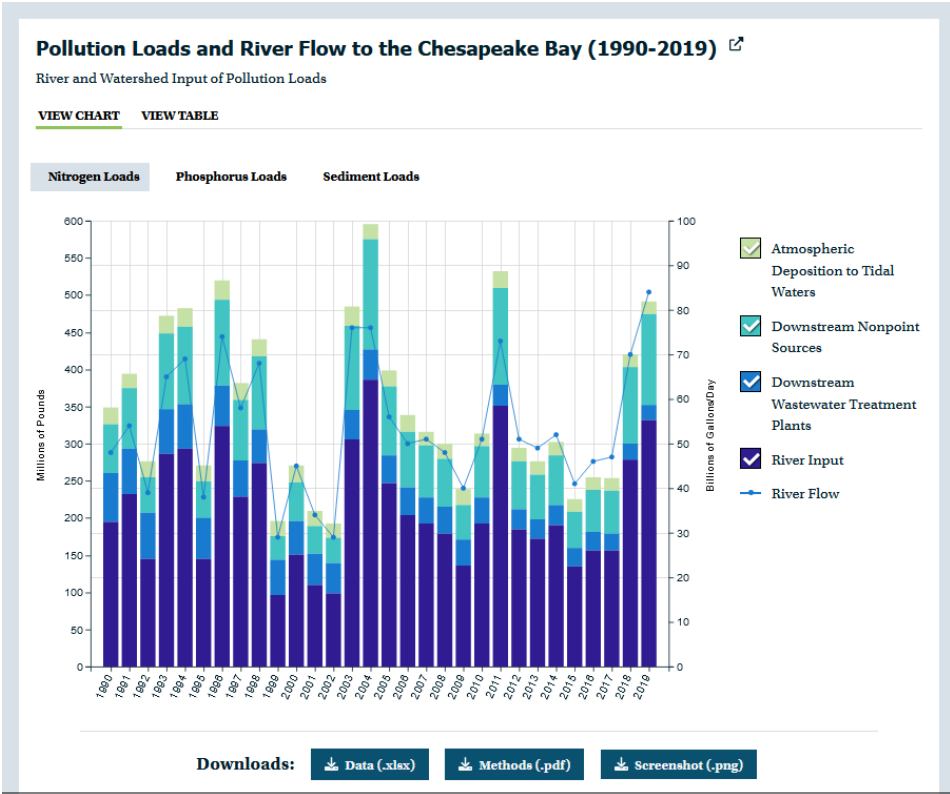 Pollution Loads and River Flow to the Chesapeake Bay (1990-2019)
River and Watershed Input of Pollution Loads
VIEW CHART VIEW TABLE
Nitrogen Loads Phosphorus Loads Sediment Loads
600
550
500
450
400
350
300
250
200
150
100
50
0
Millions of Pounds
100
90
80
70
60
50
40
30
20
10
0
Billions of Gallons/Day
1990 1991 1992 1993 1994 1995 1996 1997 1998 1999 2000 2001 2002 2003 2004 2005 2006 2007 2008 2009 2010 2011 2012 2013 2014 2015 2016 2017 2018 2019
Atmospheric
Deposition to Tidal
Waters
Downstream Nonpoint
Sources
Downstream
Wastewater Treatment
Plants
River Input
River Flow
Downloads: Data (.xlsx) Methods (.pdf) Screenshot (.png)